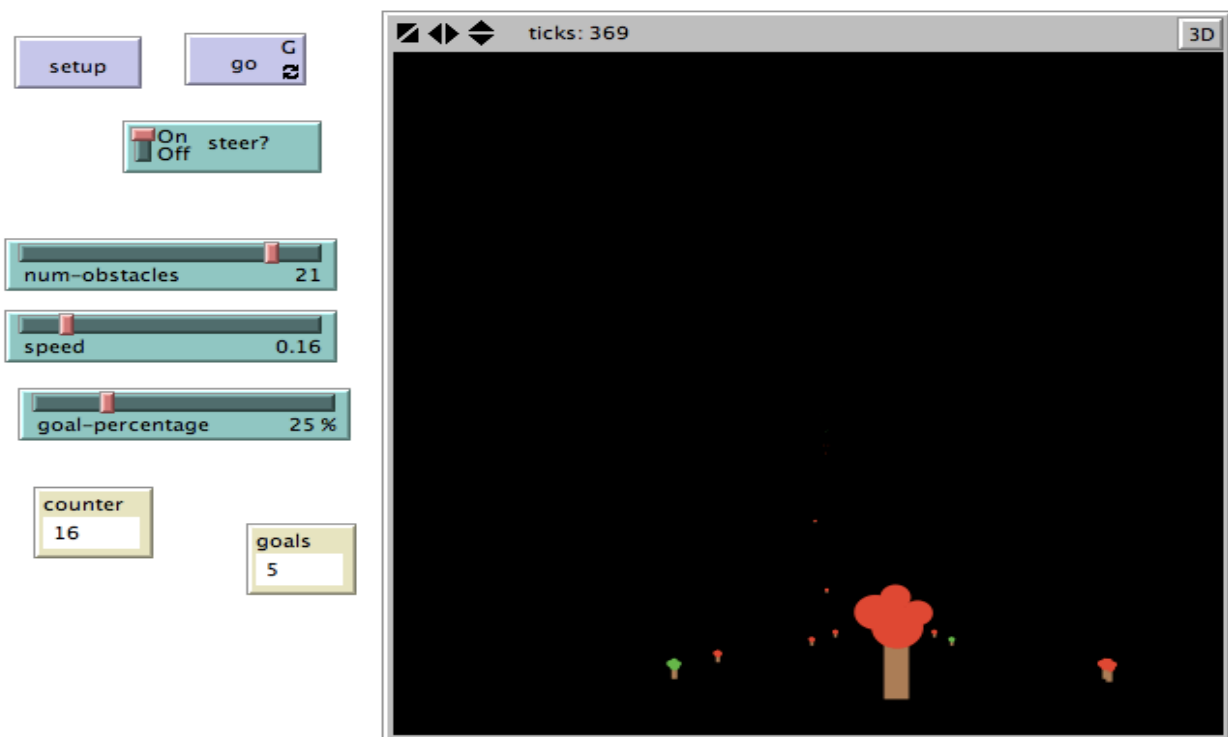 ticks: 369
3D
setup
go
G
On
Off
steer?
num-obstacles 21
speed 0.16
goal-percentage 25 %
counter
16
goals
5